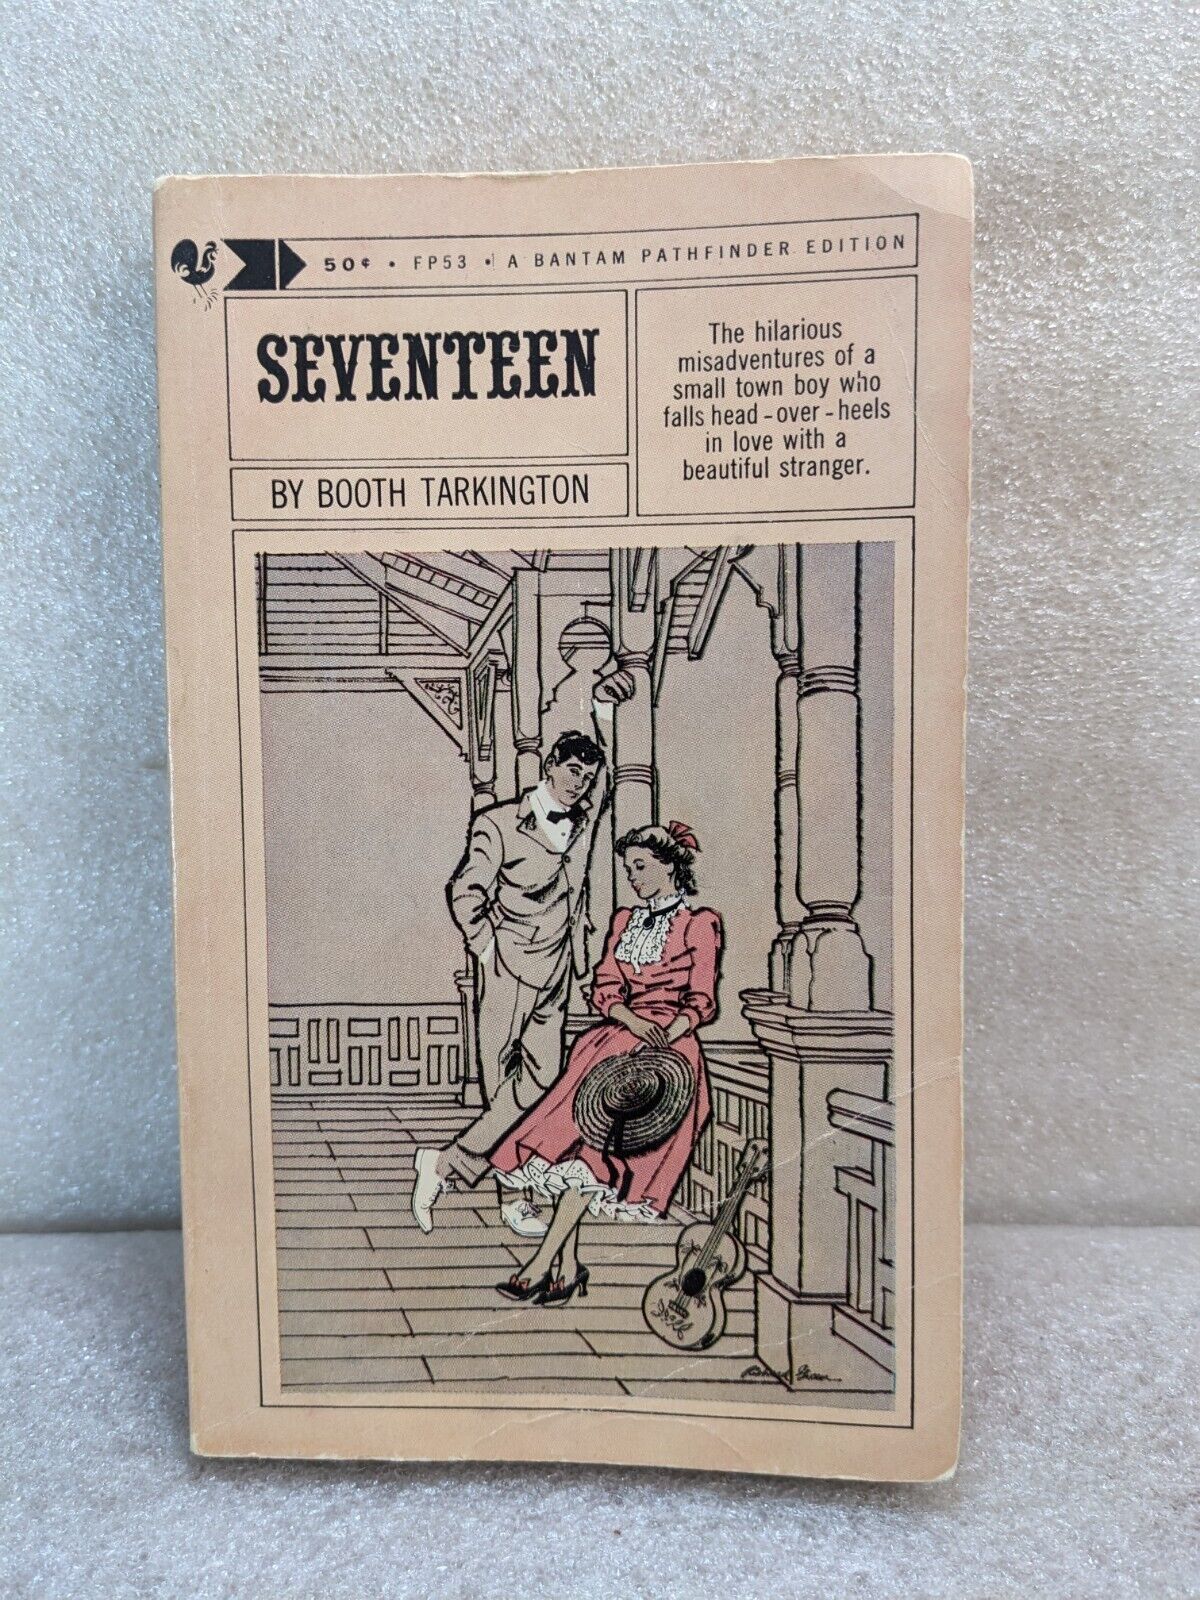 50¢ • FP53 • A BANTAM PATHFINDER EDITION
SEVENTEEN
BY BOOTH TARKINGTON
The hilarious
misadventures of a
small town boy who
falls head-over-heels
in love with a
beautiful stranger.